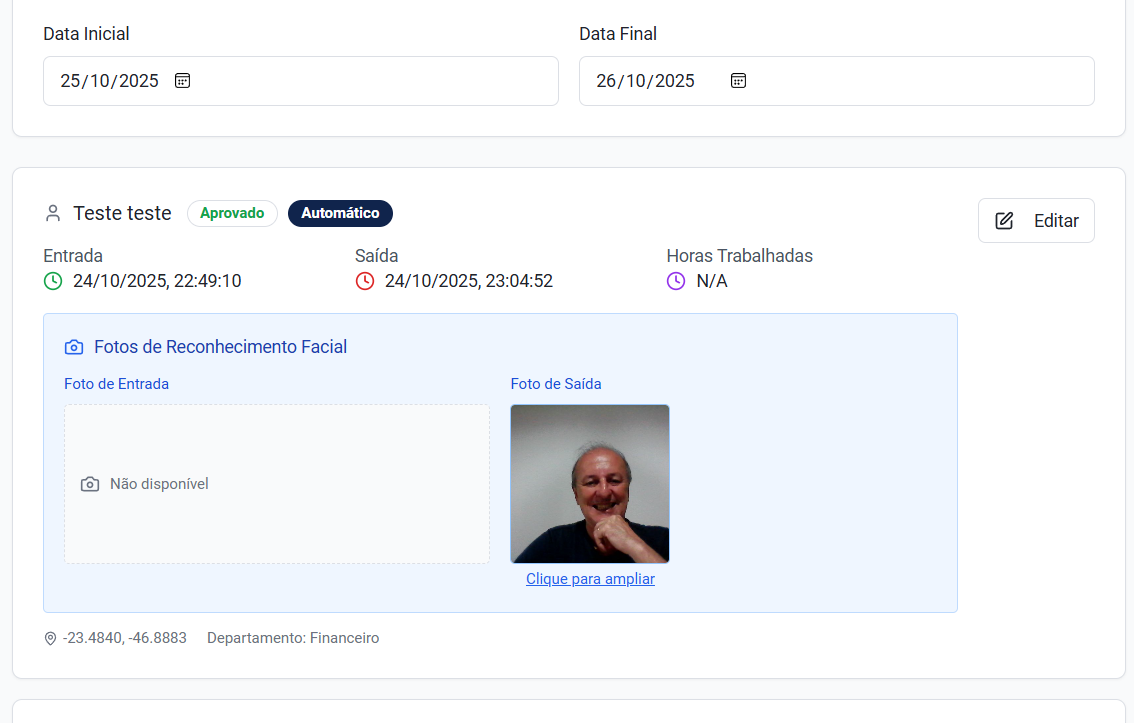 Data Inicial
Data Final
25/10/2025
26/10/2025
Teste teste
Aprovado
Automático
Editar
Entrada
Saída
Horas Trabalhadas
24/10/2025, 22:49:10
24/10/2025, 23:04:52
N/A
Fotos de Reconhecimento Facial
Foto de Entrada
Foto de Saída
Não disponível
Clique para ampliar
-23.4840, -46.8883
Departamento: Financeiro